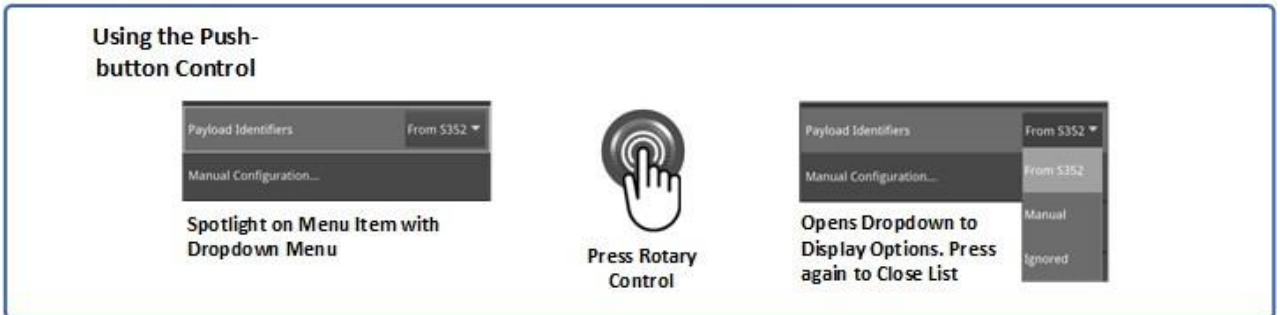 Using the Push-
button Control
Payload Identifiers From S352
Manual Configuration...
Spotlight on Menu Item with
Dropdown Menu
Press Rotary
Control
Payload Identifiers From S352
Manual Configuration...
From S352
Manual
Ignored
Opens Dropdown to
Display Options. Press
again to Close List